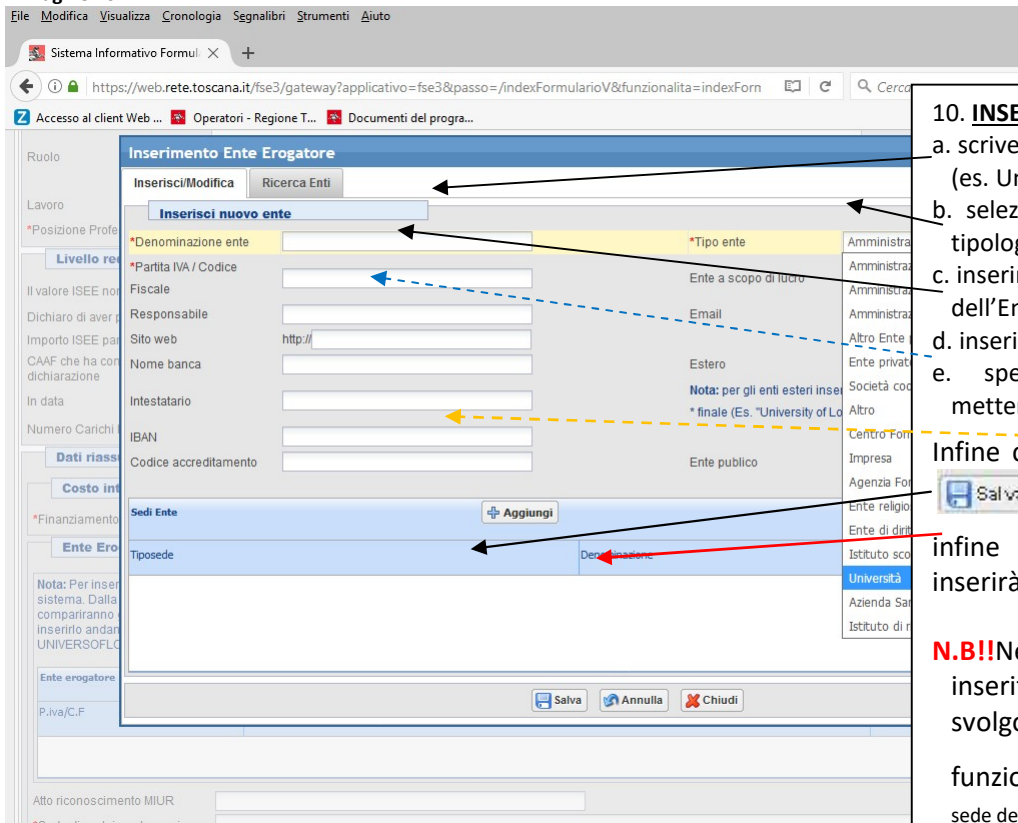 File Modifica Visualizza Cronologia Segnalibri Strumenti Aiuto
Sistema Informativo Formul
https://web.rete.toscana.it/fse3/gateway?applicativo=fse3&passo=/indexFormularioV&funzionalita=indexForn
Cerca
Accesso al client Web ... Operatori - Regione T... Documenti del progra...
Ruolo
Lavoro
*Posizione Profe
Livello re
Il valore ISEE nor
Dichiaro di aver p
Importo ISEE par
CAAF che ha con
dichiarazione
In data
Numero Carichi
Dati riass
Costo int
*Finanziamento
Ente Ero
Nota: Per inser
sistema. Dalla
compariranno
inserirlo andan
UNIVERSOFLO
Ente erogatore
P.iva/C.F
Atto riconoscimento MIUR
Inserimento Ente Erogatore
Inserisci/Modifica Ricerca Enti
Inserisci nuovo ente
*Denominazione ente *Tipo ente Amministra
*Partita IVA / Codice
Fiscale Ente a scopo di lucro
Responsabile Email
Sito web http://
Nome banca Estero
Nota: per gli enti esteri inser
Intestatario * finale (Es. "University of Lo
IBAN
Codice accreditamento Ente publico
Amministraz
Amministraz
Amministraz
Altro Ente
Ente privat
Società coo
Altro
Centro Forn
Impresa
Agenzia For
Ente religio
Ente di dirit
Istituto sco
Università
Azienda Sar
Istituto di r
Sedi Ente Aggiungi
Tiposede Denominazione
Salva Annulla Chiudi
10. INSE
a. scrive
(es. Ur
b. selez
tipolog
c. inserir
dell'Er
d. inseri
e. spe
metter
Infine c
Salva
infine
inserirà
N.B!!No
inserit
svolgo
funzio
sede de